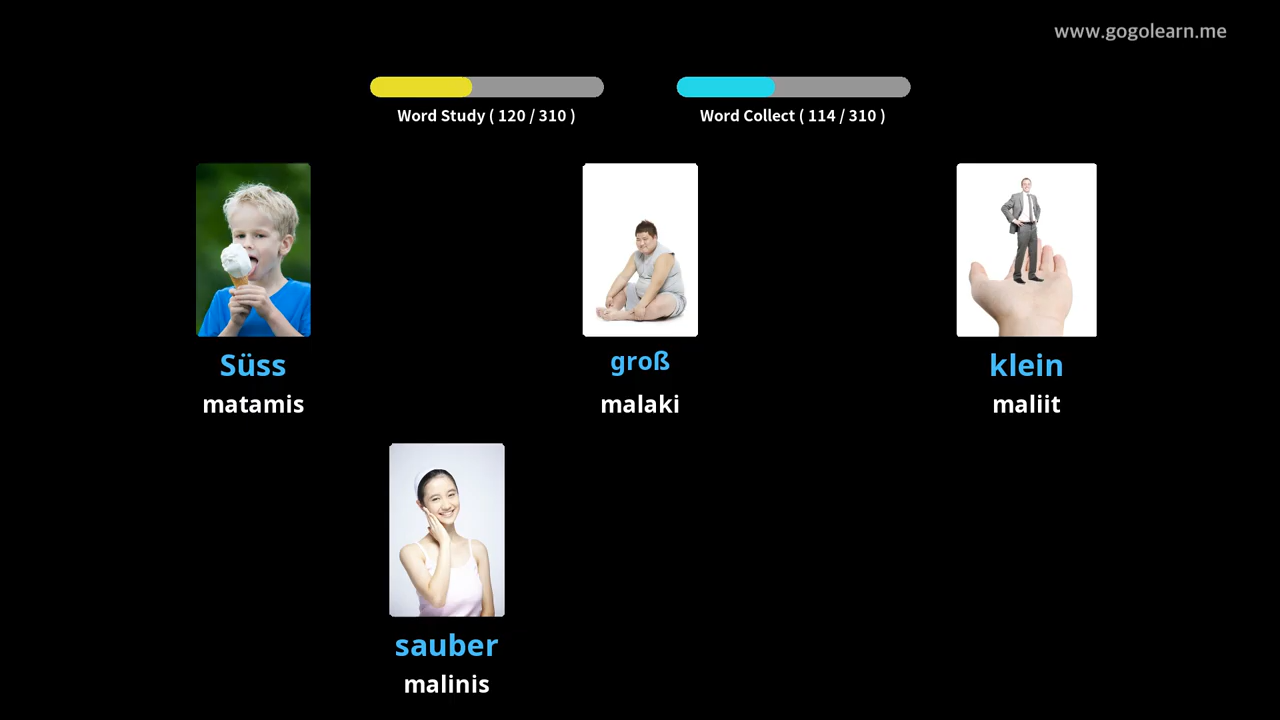 www.gogolearn.me
Word Study ( 120 / 310 )
Word Collect ( 114 / 310 )
Süss
groß
klein
matamis
malaki
maliit
sauber
malinis